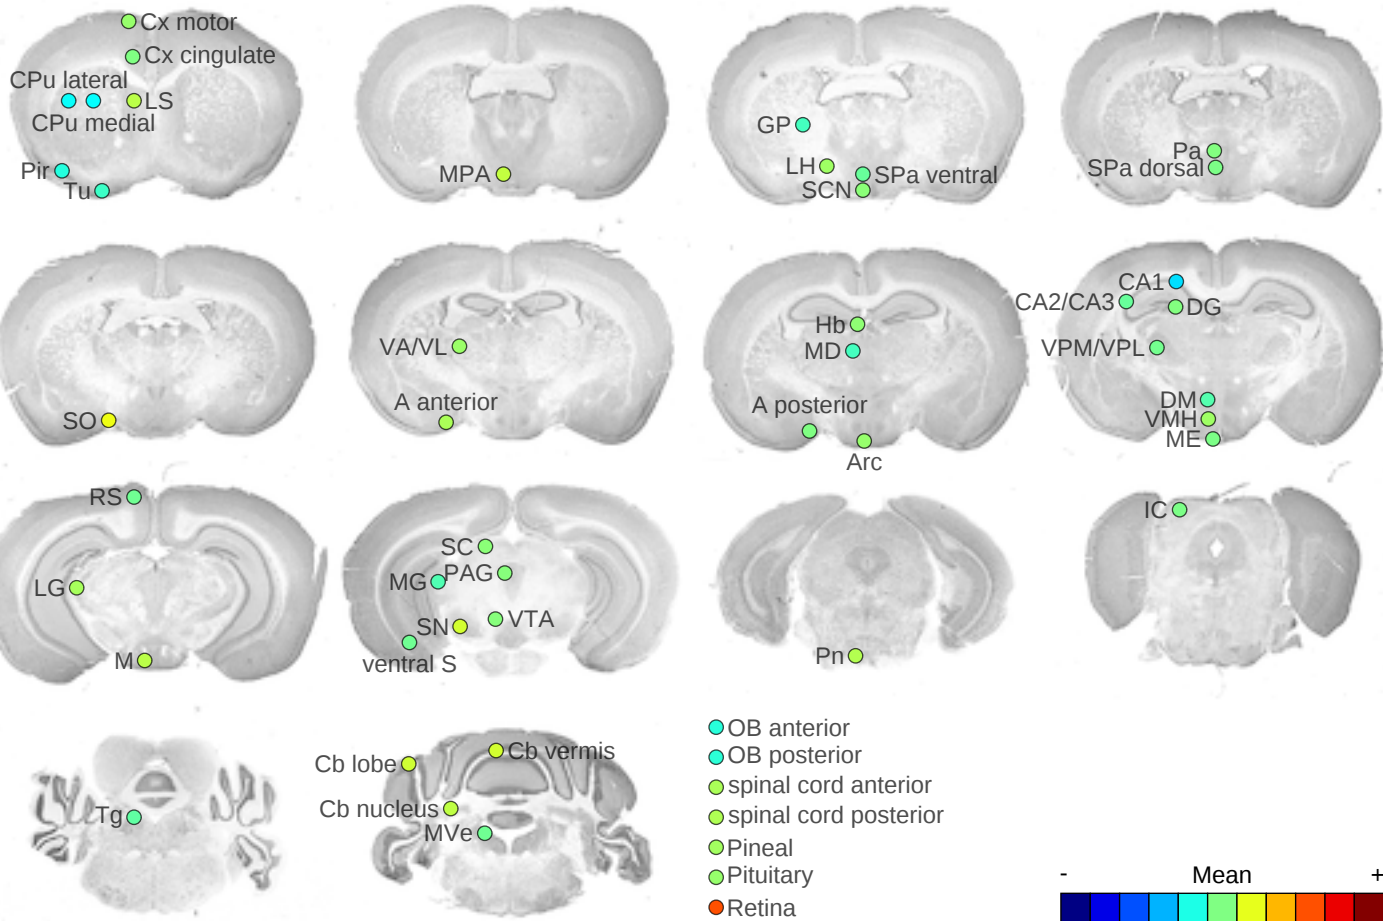 Cx motor
Cx cingulate
CPu lateral
LS
CPu medial
Pir
Tu
MPA
GP
LH
SPa ventral
SCN
Pa
SPa dorsal
SO
VA/VL
A anterior
Hb
MD
A posterior
Arc
CA1
CA2/CA3
DG
VPM/VPL
DM
VMH
ME
RS
LG
M
SC
MG
PAG
SN
VTA
ventral S
Pn
IC
Tg
Cb lobe
Cb vermis
Cb nucleus
MVe
OB anterior
OB posterior
spinal cord anterior
spinal cord posterior
Pineal
Pituitary
Retina
- Mean +